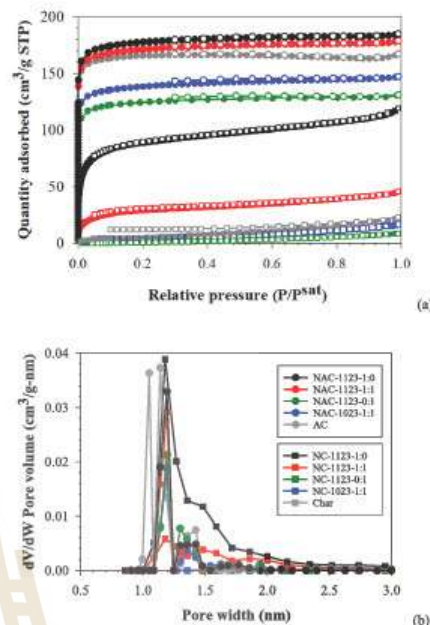 200
150
100
50
0
Quantity adsorbed (cm³/g STP)
0.0 0.2 0.4 0.6 0.8 1.0
Relative pressure (P/Psat)
(a)
0.04
0.03
0.02
0.01
0.00
dV/dW Pore volume (cm³/g-nm)
NAC-1123-1:0
NAC-1123-1:1
NAC-1123-0:1
NAC-1023-1:1
AC
NC-1123-1:0
NC-1123-1:1
NC-1123-0:1
NC-1023-1:1
Char
0.5 1.0 1.5 2.0 2.5 3.0
Pore width (nm)
(b)